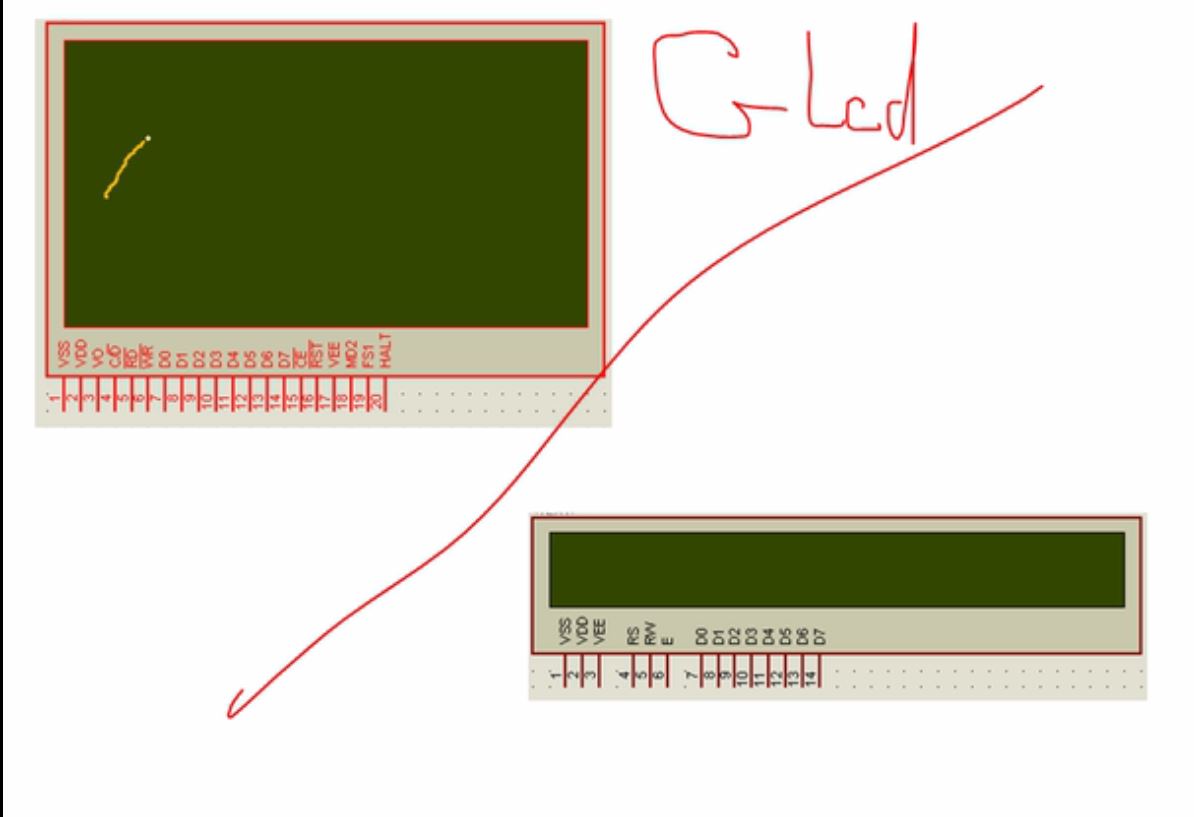 G-Lcd
VSS VDD VO C/D RD WR D0 D1 D2 D3 D4 D5 D6 D7 CE RST VEE MD2 FS1 HALT
1 2 3 4 5 6 7 8 9 10 11 12 13 14 15 16 17 18 19 20
VSS VDD VEE RS RW E D0 D1 D2 D3 D4 D5 D6 D7
1 2 3 4 5 6 7 8 9 10 11 12 13 14